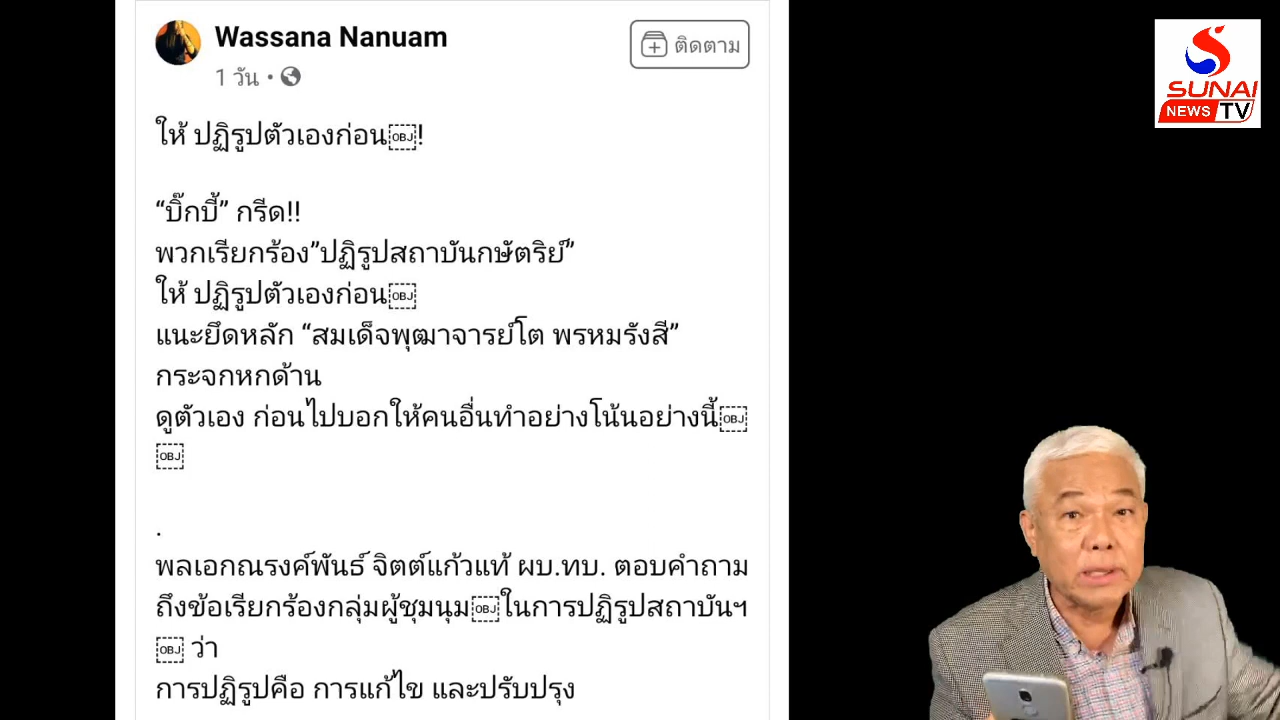 Wassana Nanuam
1 วัน
ติดตาม
ให้ ปฏิรูปตัวเองก่อน￼!
“บิ๊กบี้” กรีด!!
พวกเรียกร้อง”ปฏิรูปสถาบันกษัตริย์”
ให้ ปฏิรูปตัวเองก่อน￼
แนะยึดหลัก “สมเด็จพุฒาจารย์โต พรหมรังสี”
กระจกหกด้าน
ดูตัวเอง ก่อนไปบอกให้คนอื่นทำอย่างโน้นอย่างนี้￼
￼
.
พลเอกณรงค์พันธ์ จิตต์แก้วแท้ ผบ.ทบ. ตอบคำถาม
ถึงข้อเรียกร้องกลุ่มผู้ชุมนุม￼ในการปฏิรูปสถาบันฯ
￼ ว่า
การปฏิรูปคือ การแก้ไข และปรับปรุง
SUNAI
NEWS TV